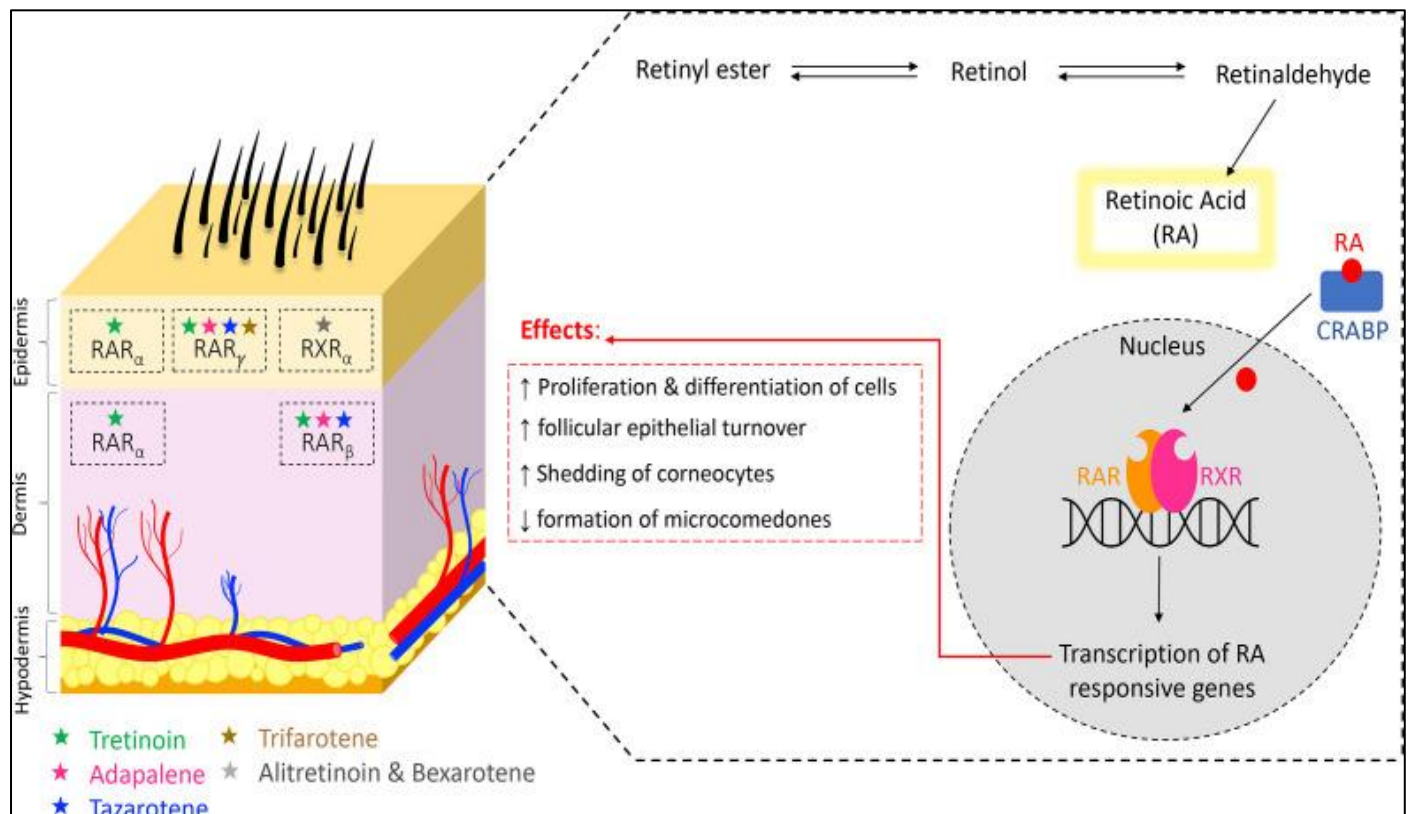 Retinyl ester
Retinol
Retinaldehyde
Retinoic Acid
(RA)
RA
CRABP
Nucleus
RAR
RXR
Transcription of RA
responsive genes
Effects:
↑ Proliferation & differentiation of cells
↑ follicular epithelial turnover
↑ Shedding of corneocytes
↓ formation of microcomedones
Epidermis
RARα
RARγ
RXRα
Dermis
RARα
RARβ
Hypodermis
Tretinoin
Trifarotene
Adapalene
Alitretinoin & Bexarotene
Tazarotene